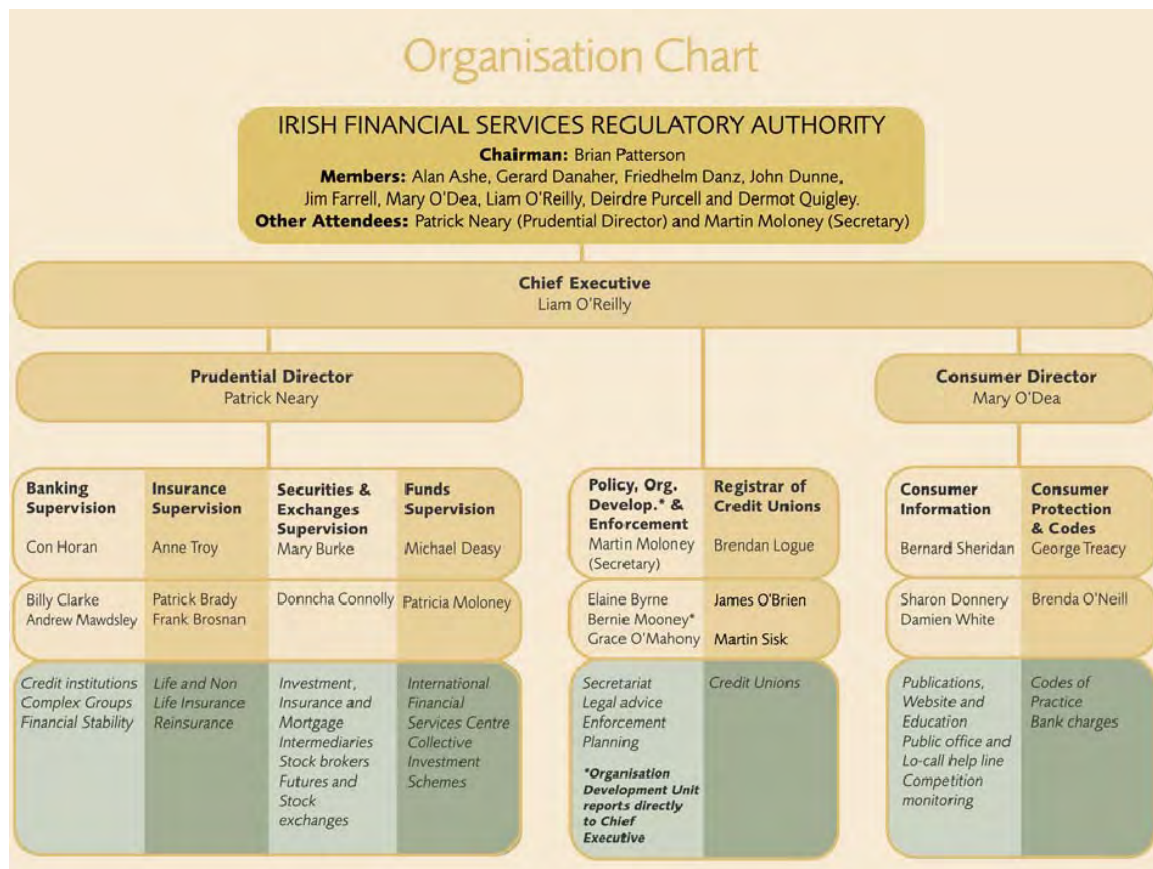 Organisation Chart
IRISH FINANCIAL SERVICES REGULATORY AUTHORITY
Chairman: Brian Patterson
Members: Alan Ashe, Gerard Danaher, Friedhelm Danz, John Dunne,
Jim Farrell, Mary O'Dea, Liam O'Reilly, Deirdre Purcell and Dermot Quigley.
Other Attendees: Patrick Neary (Prudential Director) and Martin Moloney (Secretary)
Chief Executive
Liam O'Reilly
Prudential Director
Patrick Neary
Consumer Director
Mary O'Dea
Banking
Supervision
Con Horan
Billy Clarke
Andrew Mawdsley
Credit institutions
Complex Groups
Financial Stability
Insurance
Supervision
Anne Troy
Patrick Brady
Frank Brosnan
Life and Non
Life Insurance
Reinsurance
Securities &
Exchanges
Supervision
Mary Burke
Donncha Connolly
Investment,
Insurance and
Mortgage
Intermediaries
Stock brokers
Futures and
Stock
exchanges
Funds
Supervision
Michael Deasy
Patricia Moloney
International
Financial
Services Centre
Collective
Investment
Schemes
Policy, Org.
Develop.* &
Enforcement
Martin Moloney
(Secretary)
Elaine Byrne
Bernie Mooney*
Grace O'Mahony
Secretariat
Legal advice
Enforcement
Planning
*Organisation
Development Unit
reports directly
to Chief
Executive
Registrar of
Credit Unions
Brendan Logue
James O'Brien
Martin Sisk
Credit Unions
Consumer
Information
Bernard Sheridan
Sharon Donnery
Damien White
Publications,
Website and
Education
Public office and
Lo-call help line
Competition
monitoring
Consumer
Protection
& Codes
George Treacy
Brenda O'Neill
Codes of
Practice
Bank charges